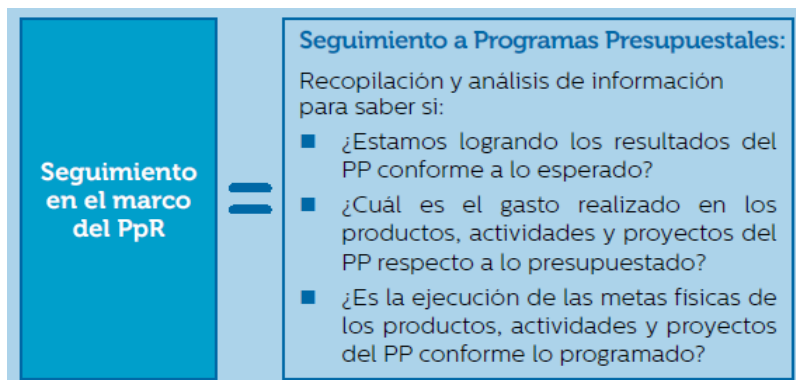 Seguimiento
en el marco
del PpR
=
Seguimiento a Programas Presupuestales:
Recopilación y análisis de información
para saber si:
■ ¿Estamos logrando los resultados del
PP conforme a lo esperado?
■ ¿Cuál es el gasto realizado en los
productos, actividades y proyectos del
PP respecto a lo presupuestado?
■ ¿Es la ejecución de las metas físicas de
los productos, actividades y proyectos
del PP conforme lo programado?